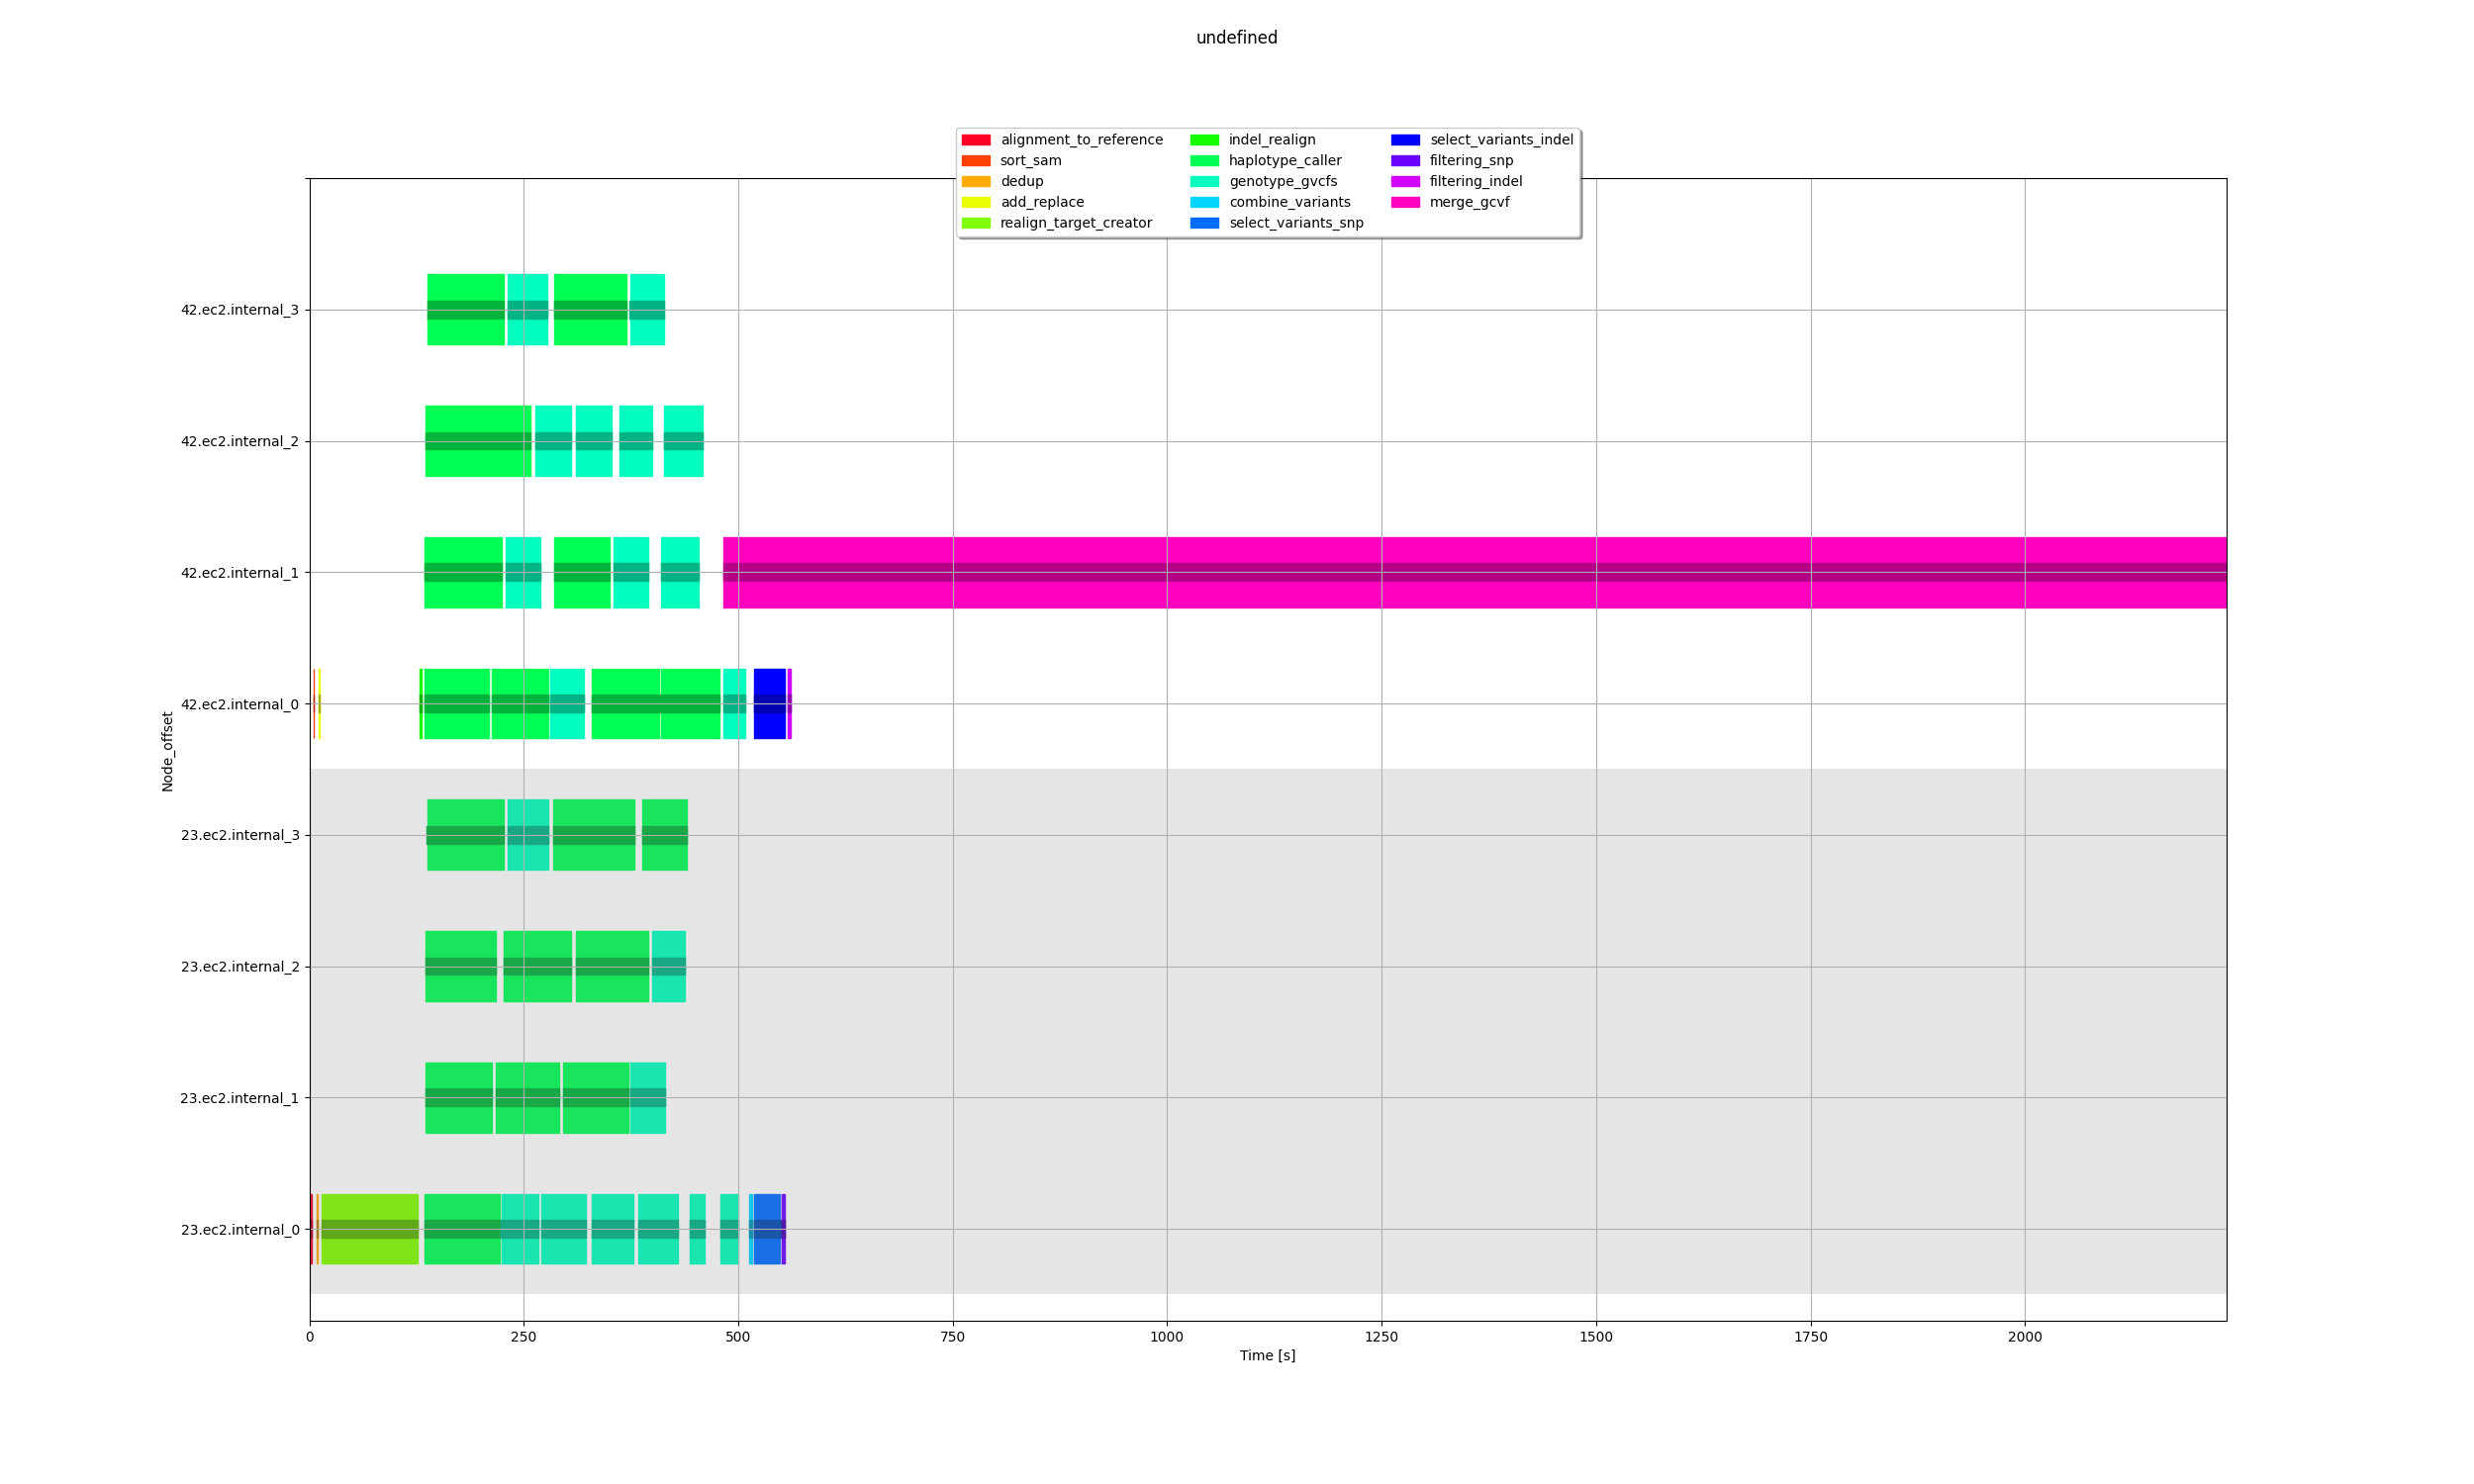 undefined
alignment_to_reference
sort_sam
dedup
add_replace
realign_target_creator
indel_realign
haplotype_caller
genotype_gvcfs
combine_variants
select_variants_snp
select_variants_indel
filtering_snp
filtering_indel
merge_gcvf
Node_offset
42.ec2.internal_3
42.ec2.internal_2
42.ec2.internal_1
42.ec2.internal_0
23.ec2.internal_3
23.ec2.internal_2
23.ec2.internal_1
23.ec2.internal_0
0 250 500 750 1000 1250 1500 1750 2000
Time [s]